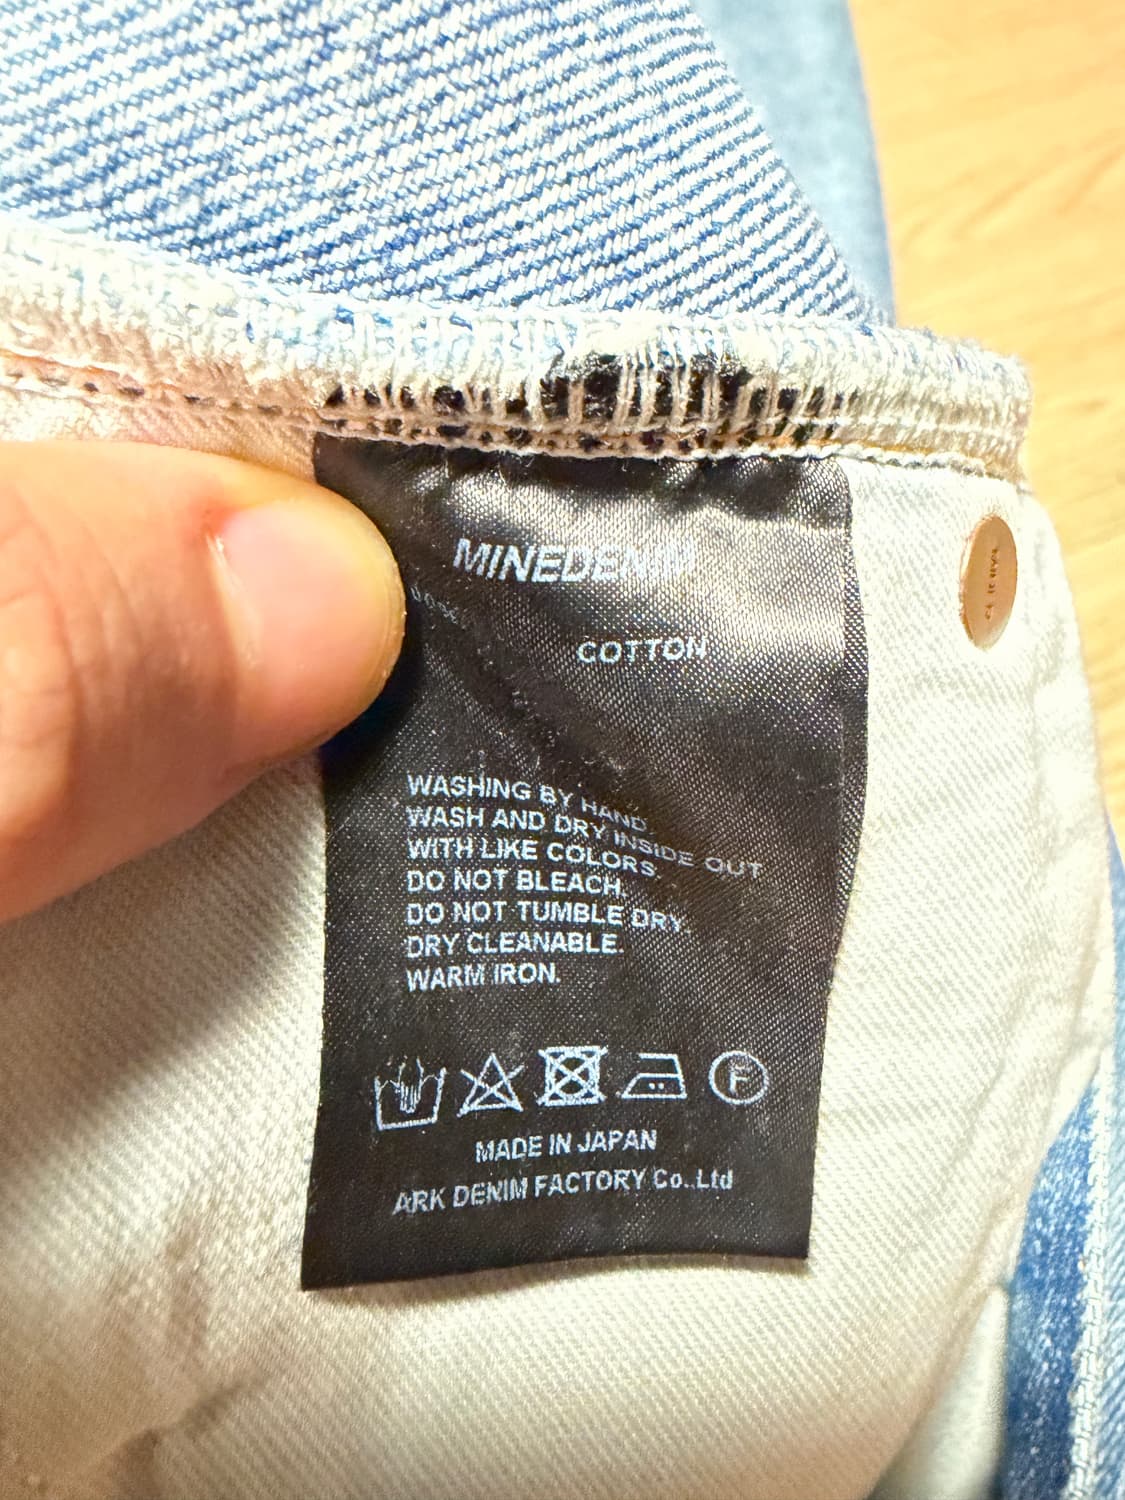 MINEDENIM
100%
COTTON
WASHING BY HAND.
WASH AND DRY INSIDE OUT
WITH LIKE COLORS.
DO NOT BLEACH.
DO NOT TUMBLE DRY.
DRY CLEANABLE.
WARM IRON.
F
MADE IN JAPAN
ARK DENIM FACTORY Co.,Ltd